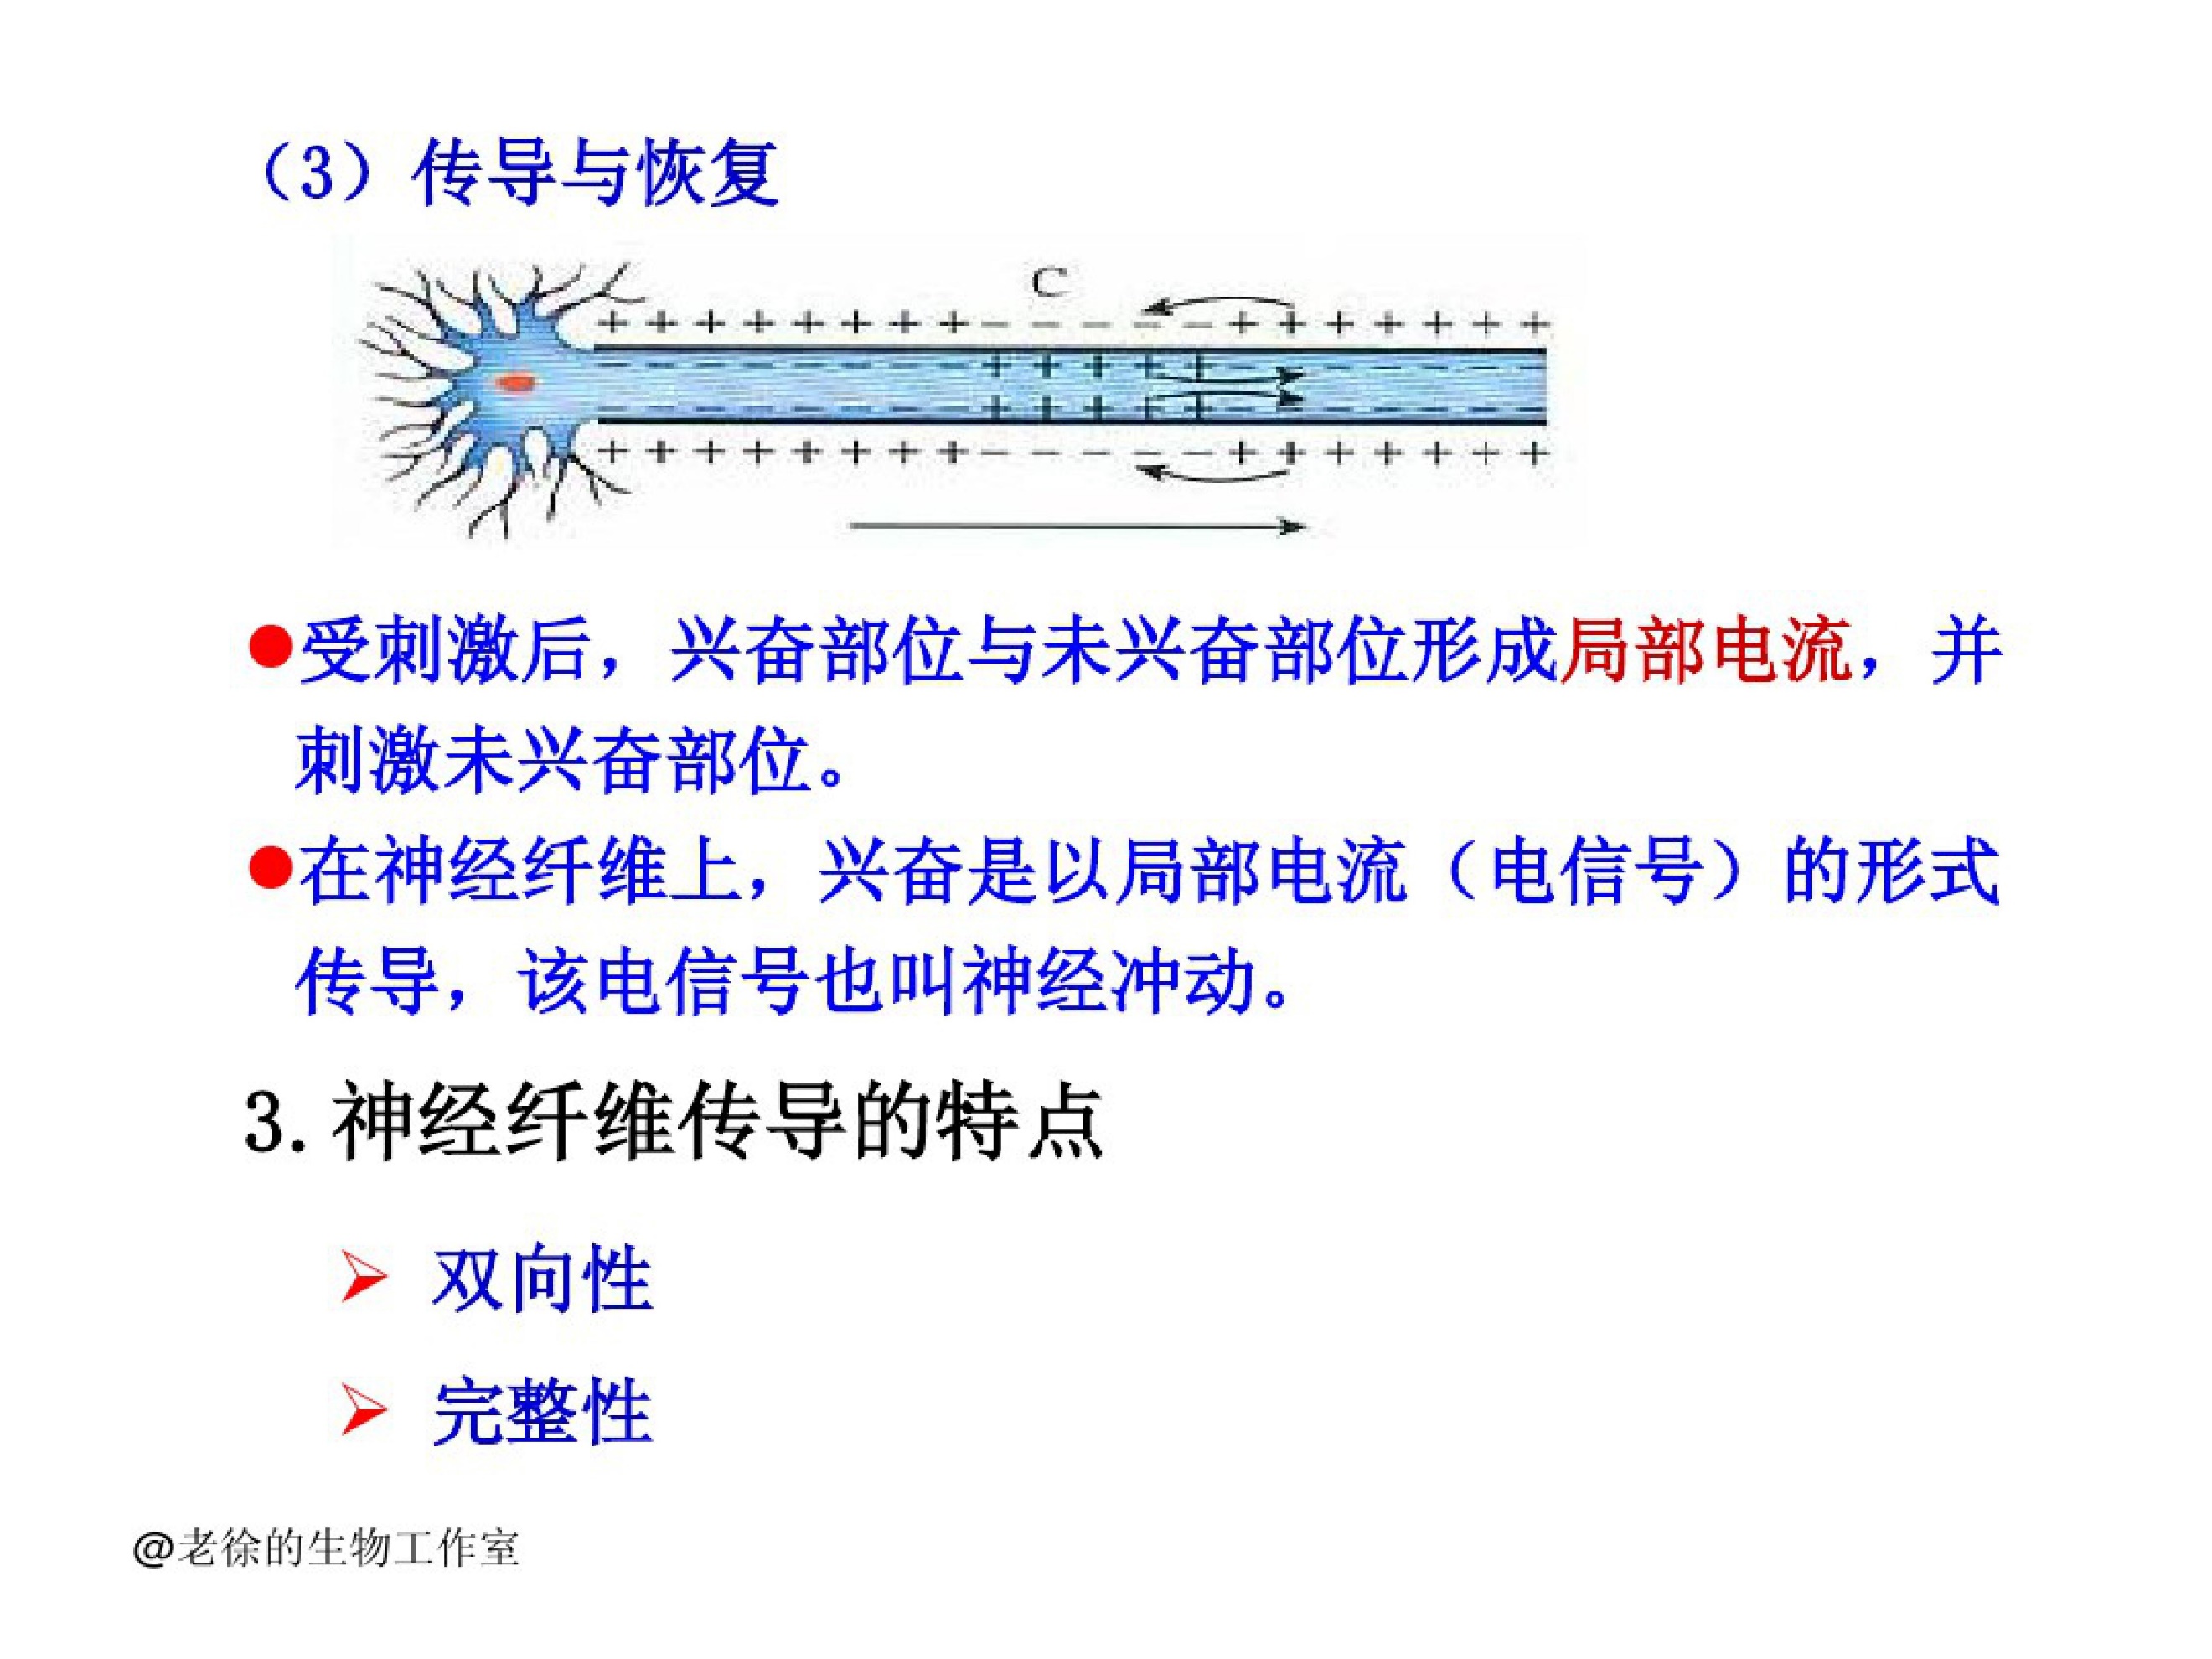 （3）传导与恢复
C
+ + + + + + + + － － － － － + + + + + + +
－ － － － － － － － + + + + + － － － － －
－ － － － － － － － + + + + + － － － － －
+ + + + + + + + － － － － － + + + + + + +
●受刺激后，兴奋部位与未兴奋部位形成局部电流，并
刺激未兴奋部位。
●在神经纤维上，兴奋是以局部电流（电信号）的形式
传导，该电信号也叫神经冲动。
3.神经纤维传导的特点
➢ 双向性
➢ 完整性
@老徐的生物工作室